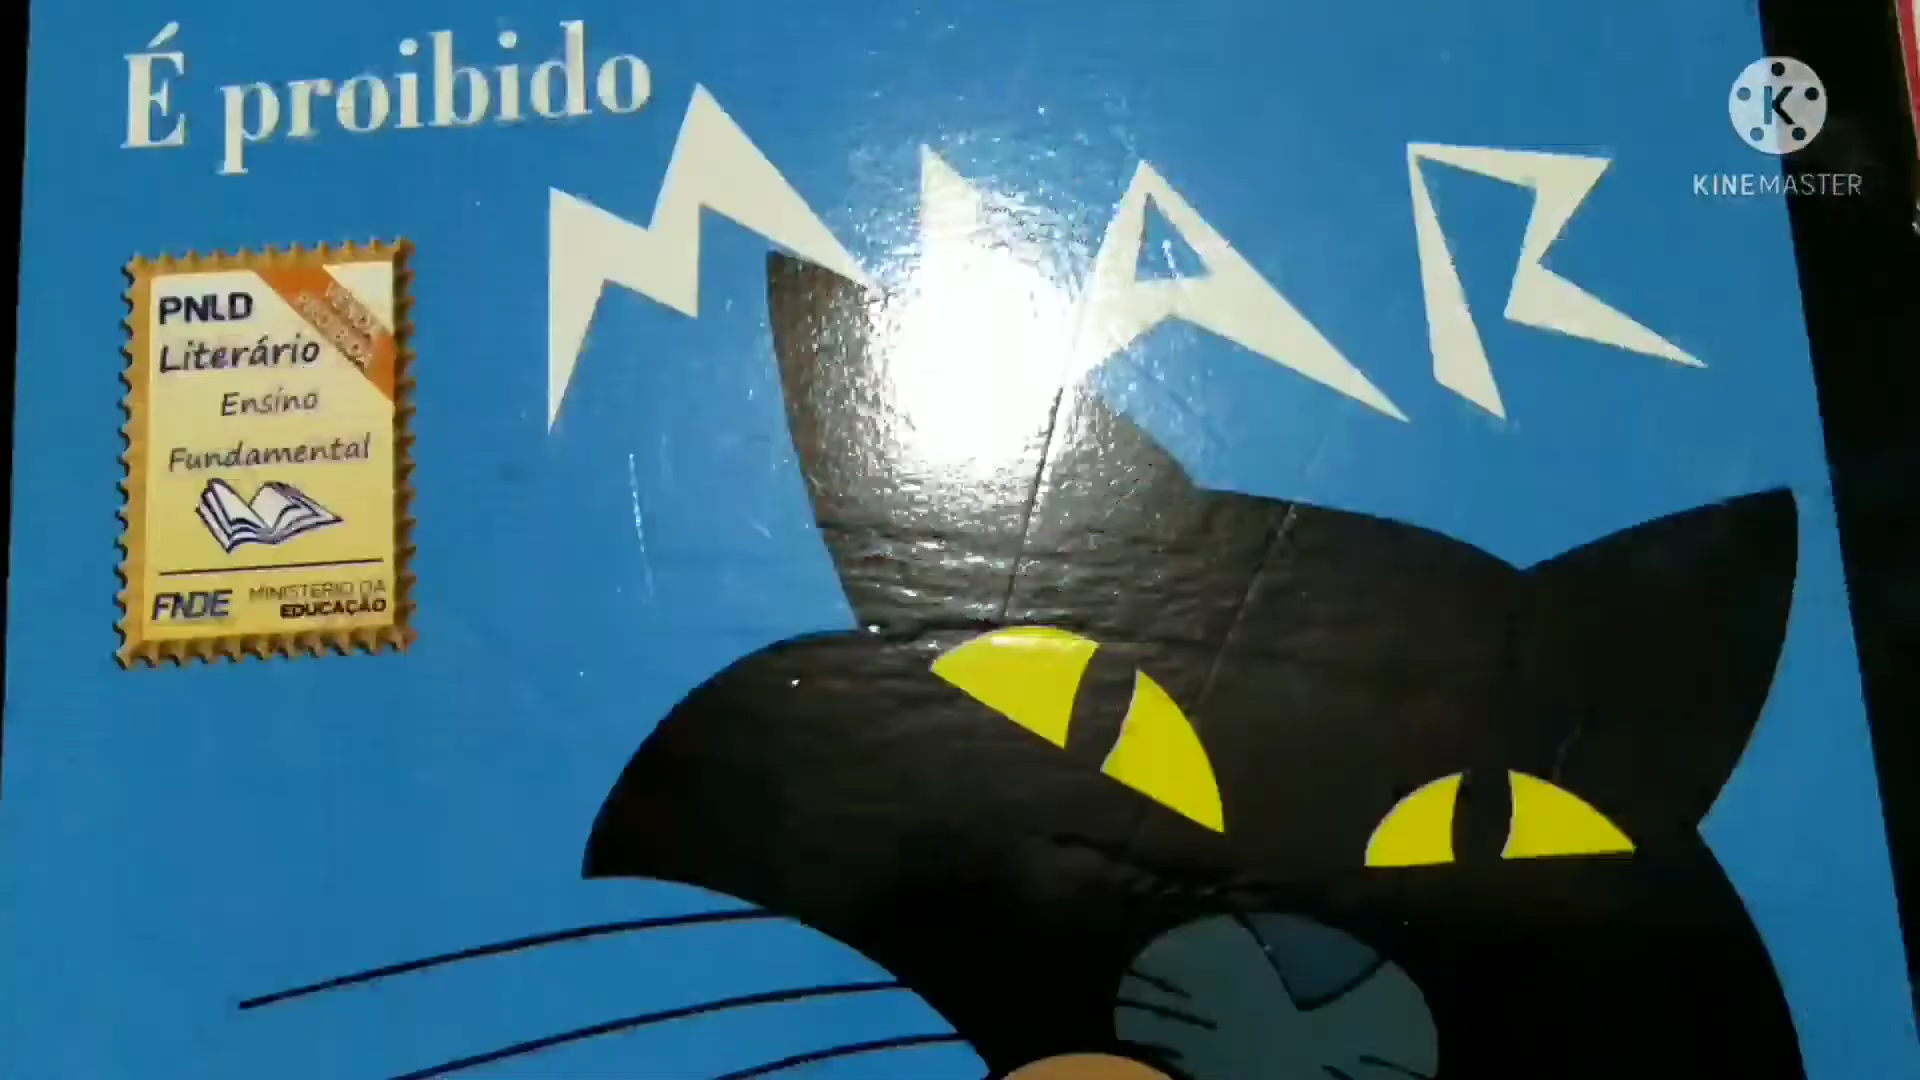 É proibido
MIAR
PNLD
Literário
Ensino
Fundamental
FNDE MINISTÉRIO DA
EDUCAÇÃO
KINEMASTER